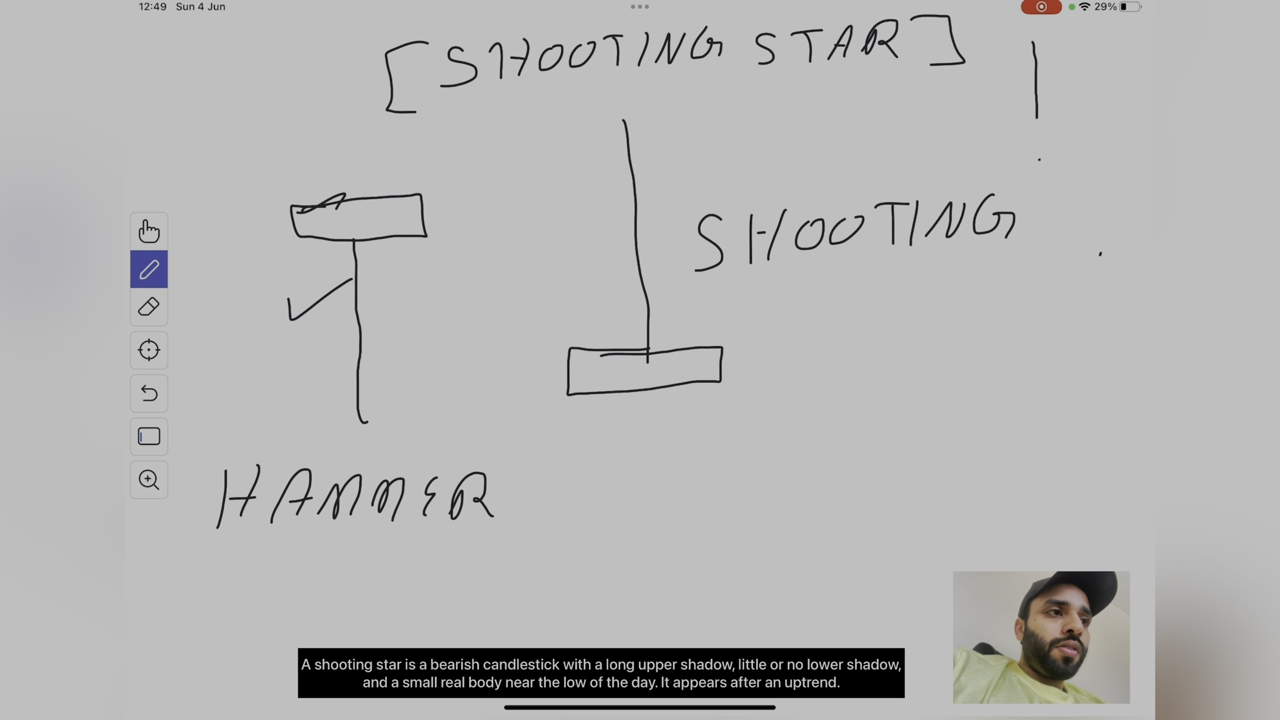 12:49 Sun 4 Jun
29%
[SHOOTING STAR]
SHOOTING
HAMMER
A shooting star is a bearish candlestick with a long upper shadow, little or no lower shadow,
and a small real body near the low of the day. It appears after an uptrend.